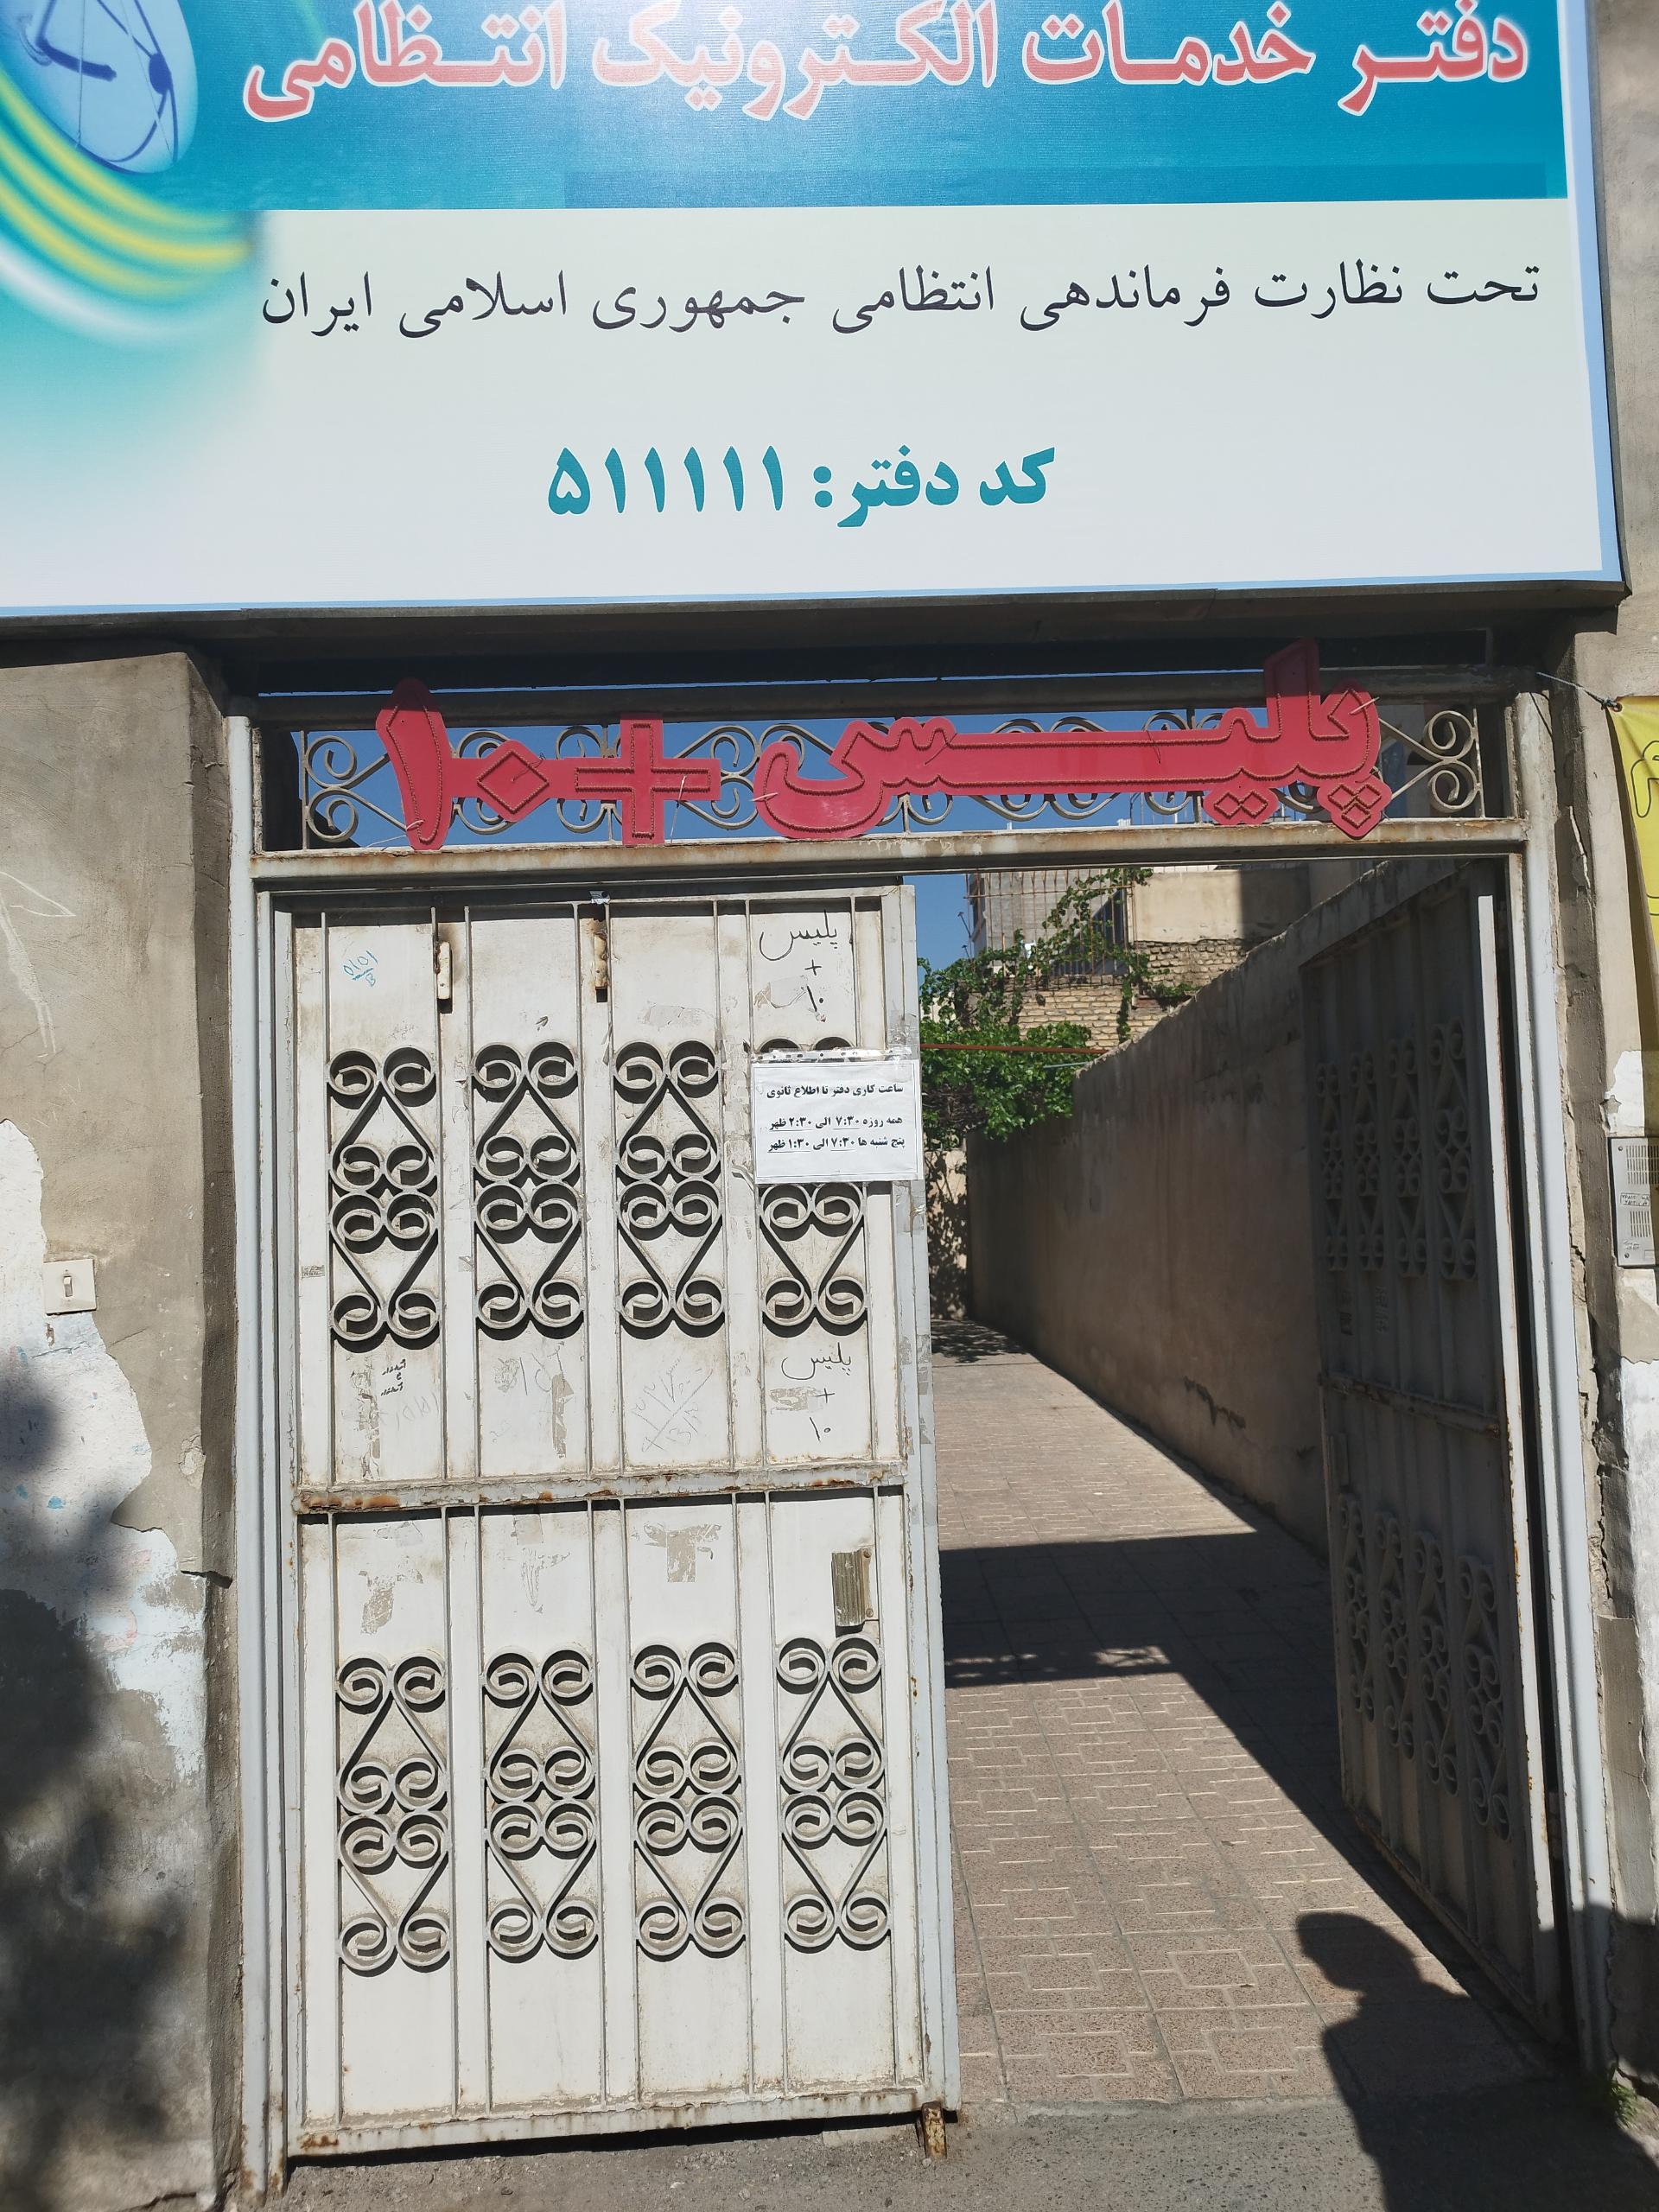 دفتر خدمات الکترونیک انتظامی
تحت نظارت فرماندهی انتظامی جمهوری اسلامی ایران
کد دفتر: ۵۱۱۱۱۱
پلیس +۱۰
پلیس
+
۱۰
ساعت کاری دفتر تا اطلاع ثانوی
همه روزه ۷:۳۰ الی ۲:۳۰ ظهر
پنج شنبه ها ۷:۳۰ الی ۱:۳۰ ظهر
پلیس
+
۱۰